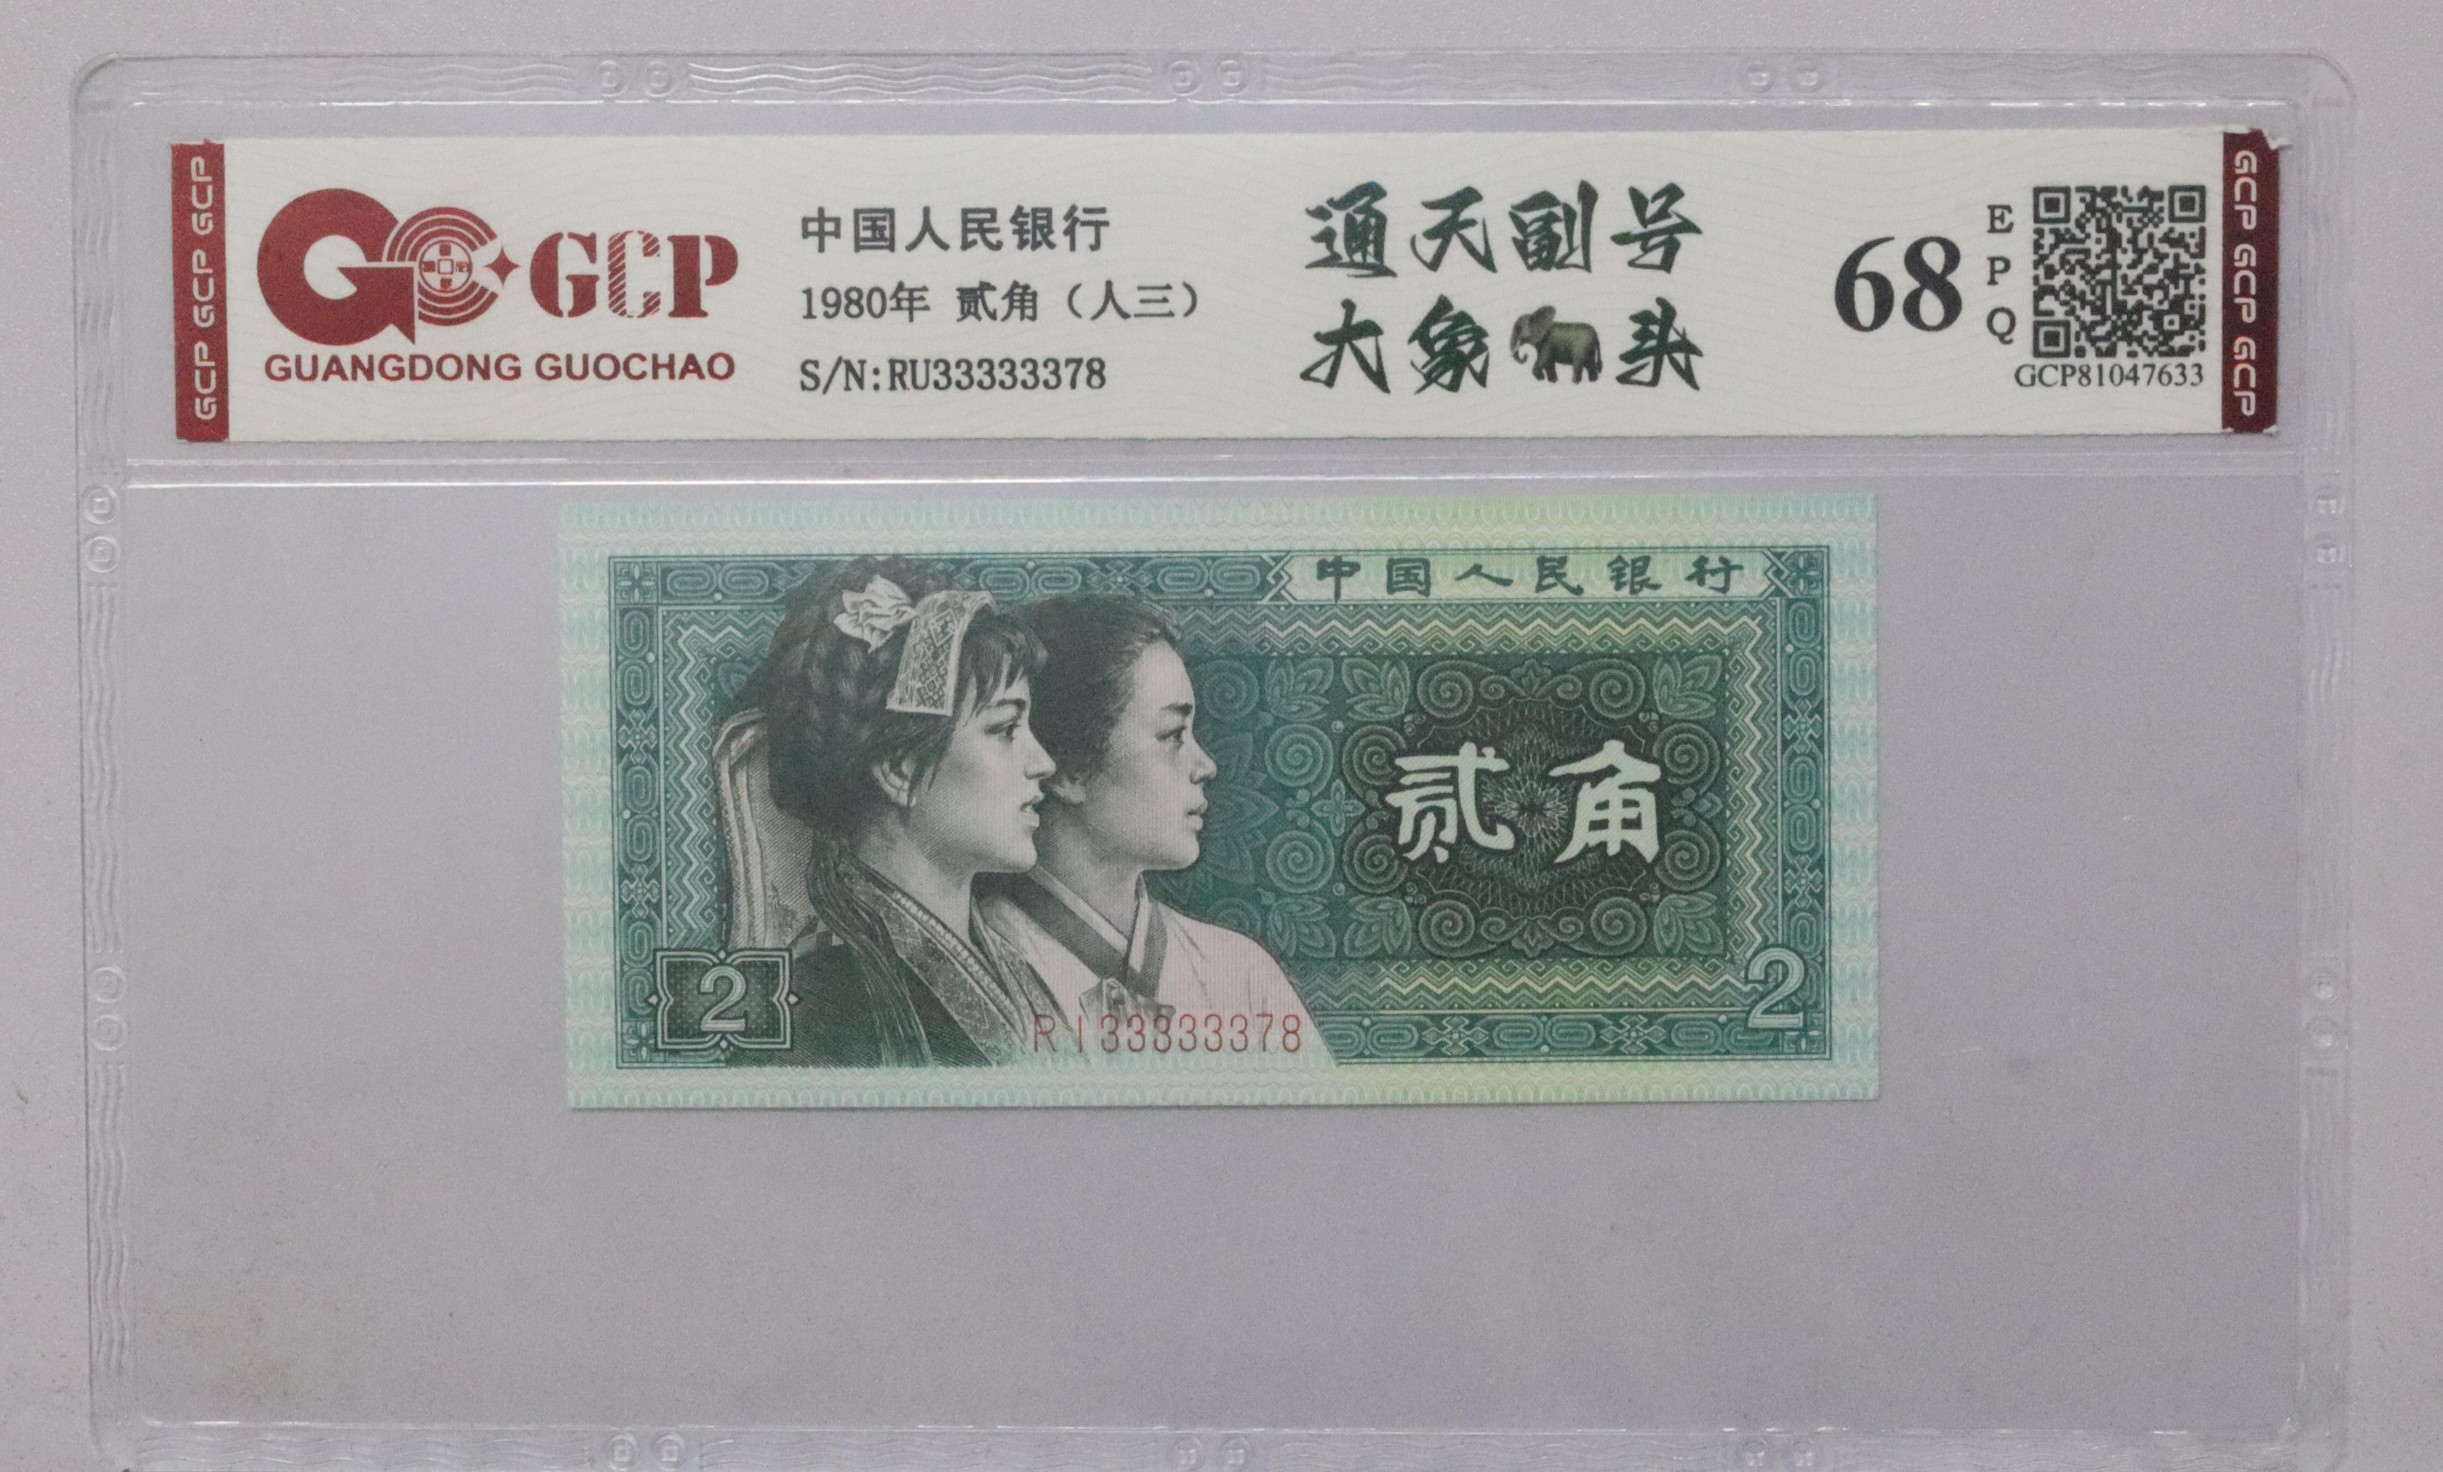 GCP GCP GCP
GCP
GUANGDONG GUOCHAO
中国人民银行
1980年 贰角（人三）
S/N:RU33333378
通天副号
大象头
68
EPQ
GCP81047633
GCP GCP GCP
中国人民银行
贰角
2
2
RI33333378